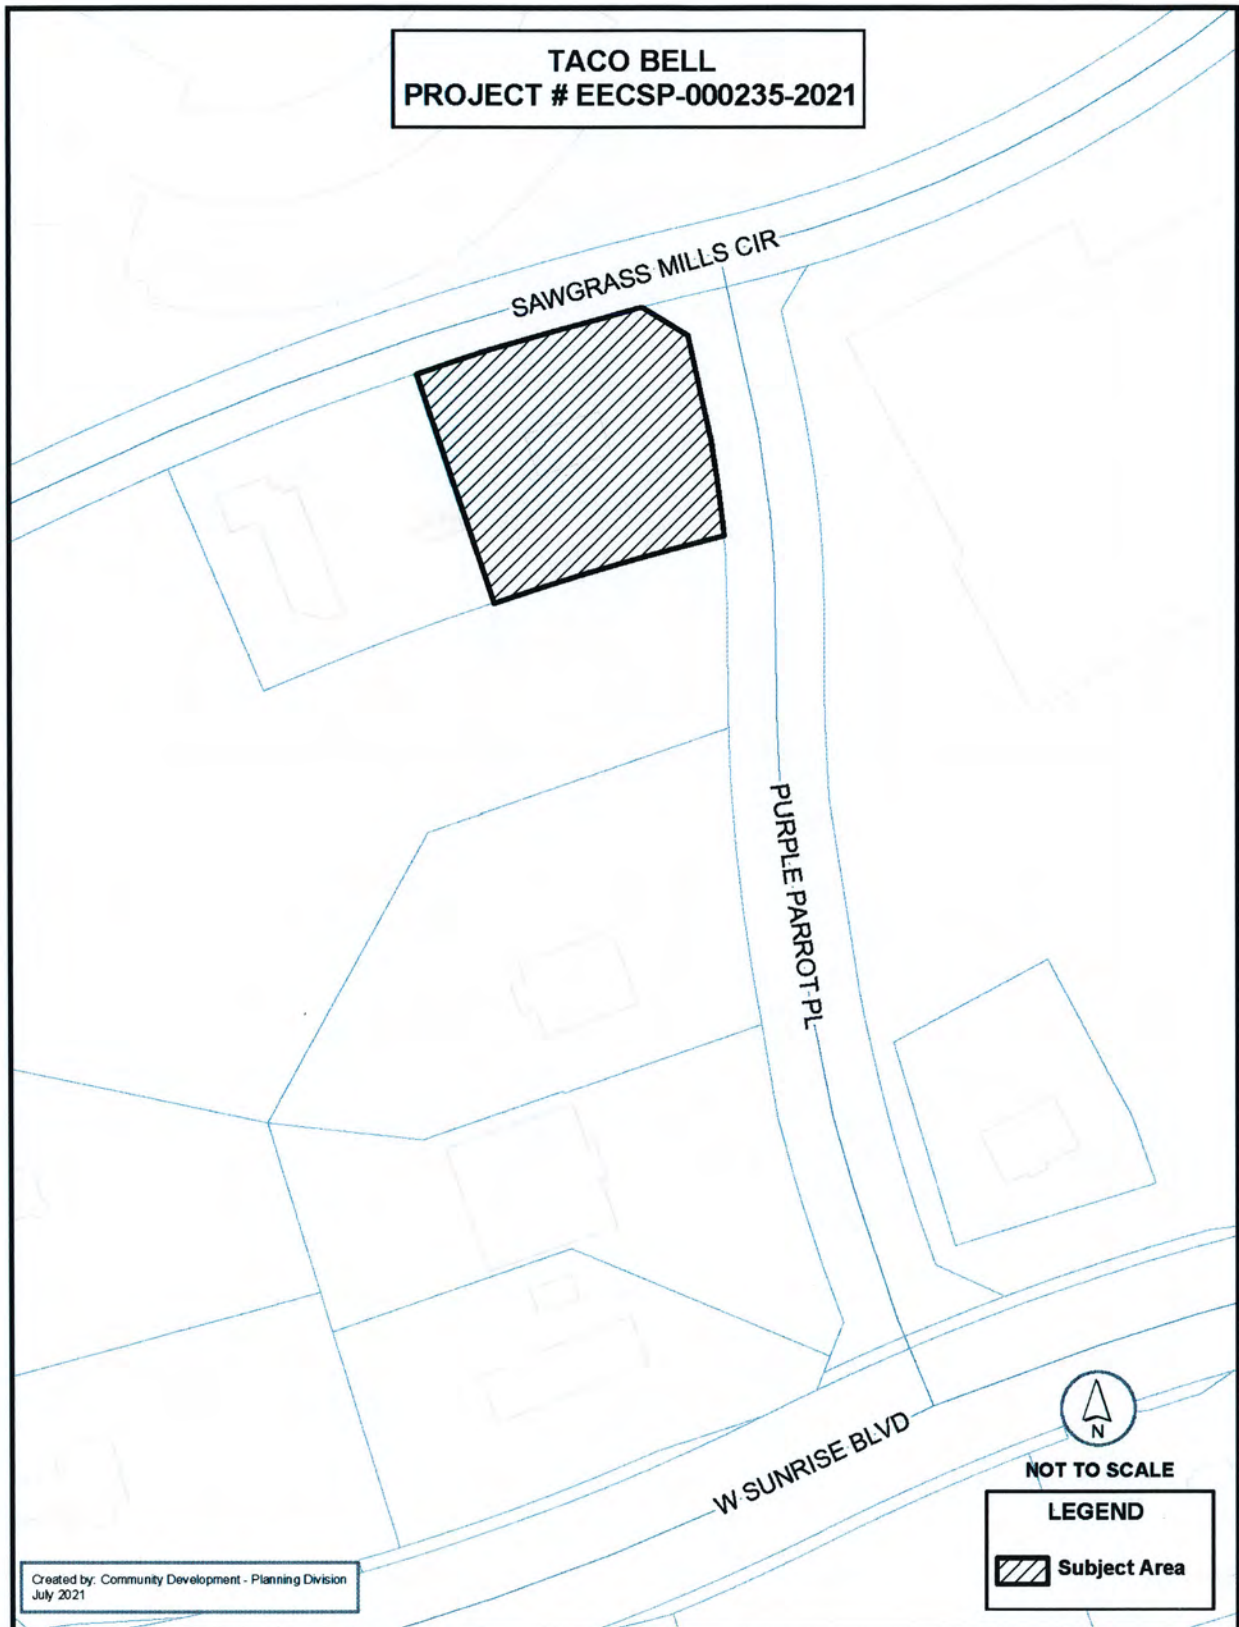 TACO BELL
PROJECT # EECSP-000235-2021
SAWGRASS MILLS CIR
PURPLE PARROT PL
W SUNRISE BLVD
N
NOT TO SCALE
LEGEND
Subject Area
Created by: Community Development - Planning Division
July 2021